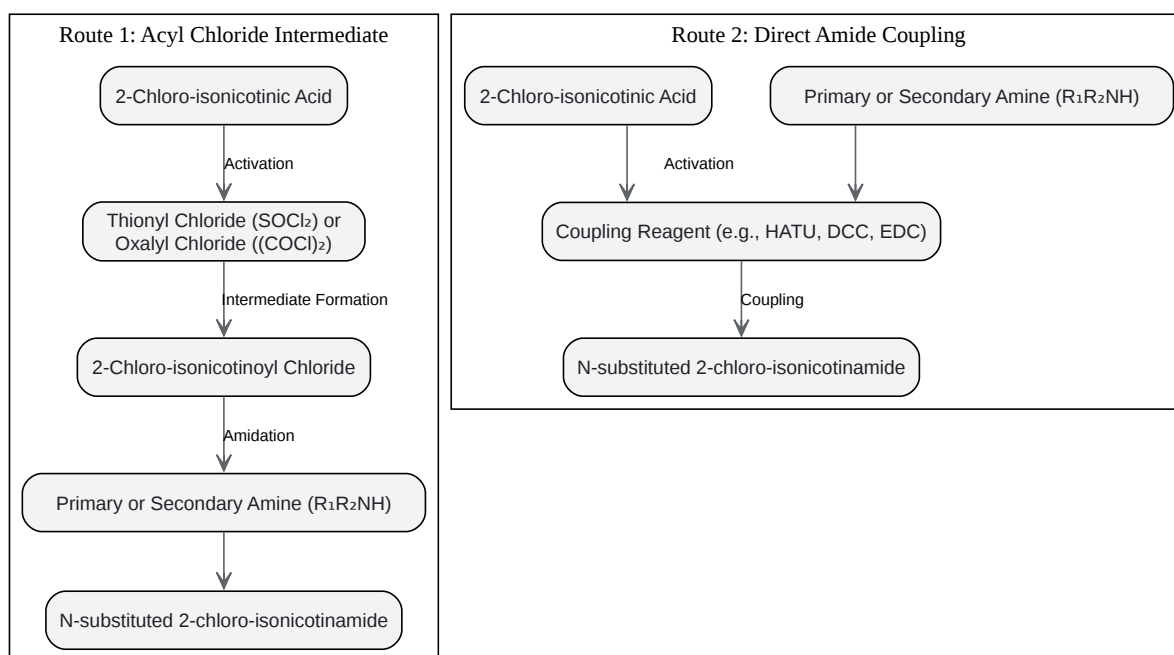 Route 1: Acyl Chloride Intermediate
2-Chloro-isonicotinic Acid
Activation
Thionyl Chloride (SOCl₂) or
Oxalyl Chloride ((COCl)₂)
Intermediate Formation
2-Chloro-isonicotinoyl Chloride
Amidation
Primary or Secondary Amine (R₁R₂NH)
N-substituted 2-chloro-isonicotinamide
Route 2: Direct Amide Coupling
2-Chloro-isonicotinic Acid
Primary or Secondary Amine (R₁R₂NH)
Activation
Coupling Reagent (e.g., HATU, DCC, EDC)
Coupling
N-substituted 2-chloro-isonicotinamide